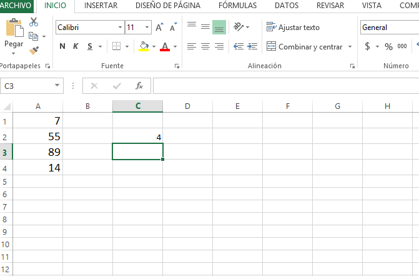 ARCHIVO INICIO INSERTAR DISEÑO DE PÁGINA FÓRMULAS DATOS REVISAR VISTA COMP
Calibri 11 A A Ajustar texto General
Pegar N K S A Combinar y centrar $ % 000
Portapapeles Fuente Alineación Número
C3 fx
A B C D E F G H
1 7
2 55 4
3 89
4 14
5
6
7
8
9
10
11
12